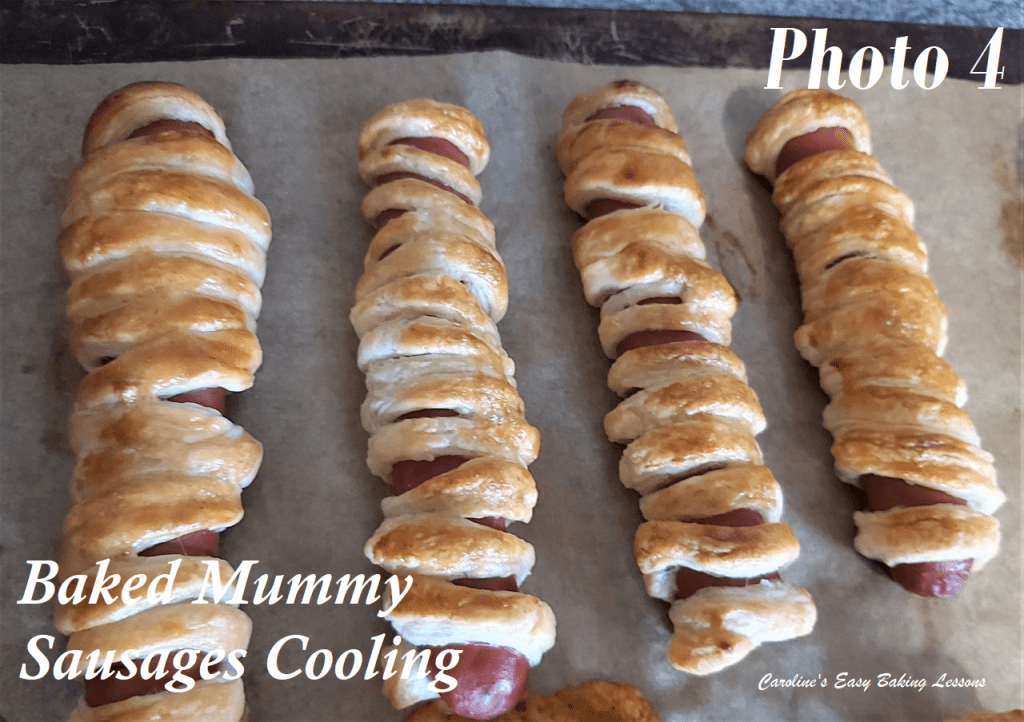 Photo 4
Baked Mummy
Sausages Cooling
Caroline's Easy Baking Lessons